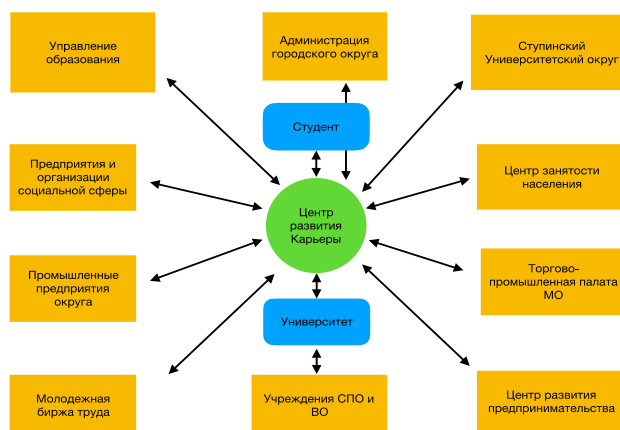 Управление
образования
Администрация
городского округа
Ступинский
Университетский округ
Студент
Предприятия и
организации
социальной сферы
Центр занятости
населения
Центр
развития
Карьеры
Промышленные
предприятия
округа
Торгово-
промышленная палата
МО
Университет
Молодежная
биржа труда
Учреждения СПО и
ВО
Центр развития
предпринимательства